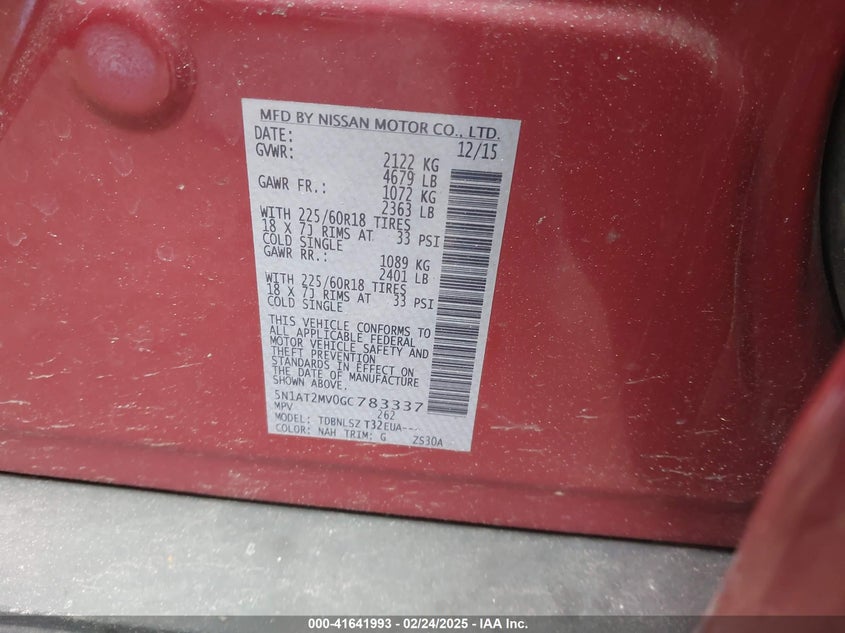 MFD BY NISSAN MOTOR CO., LTD.
DATE: 12/15
GVWR: 2122 KG
4679 LB
GAWR FR.: 1072 KG
2363 LB
WITH 225/60R18 TIRES
18 X 7J RIMS AT 33 PSI
COLD SINGLE
GAWR RR.: 1089 KG
2401 LB
WITH 225/60R18 TIRES
18 X 7J RIMS AT 33 PSI
COLD SINGLE
THIS VEHICLE CONFORMS TO
ALL APPLICABLE FEDERAL
MOTOR VEHICLE SAFETY AND
THEFT PREVENTION
STANDARDS IN EFFECT ON
THE DATE OF MANUFACTURE
SHOWN ABOVE.
5N1AT2MV0GC783337
MPV 262
MODEL: TDBNLSZ T32EUA---
COLOR: NAH TRIM: G ZS30A
000-41641993 / 02/24/2025 - IAA Inc.